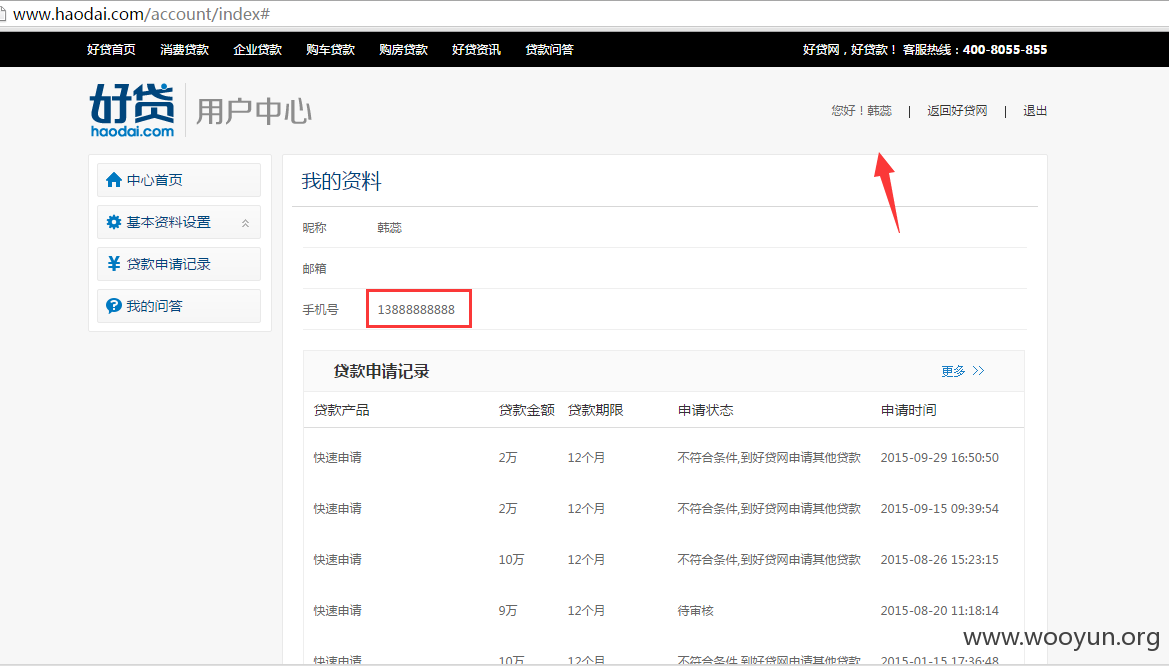 www.haodai.com/account/index#
好贷首页 消费贷款 企业贷款 购车贷款 购房贷款 好贷资讯 贷款问答 好贷网，好贷款！ 客服热线：400-8055-855
好贷 用户中心
haodai.com
您好！韩蕊 | 返回好贷网 | 退出
中心首页
基本资料设置
贷款申请记录
我的问答
我的资料
昵称 韩蕊
邮箱
手机号 13888888888
贷款申请记录 更多 >>
贷款产品 贷款金额 贷款期限 申请状态 申请时间
快速申请 2万 12个月 不符合条件,到好贷网申请其他贷款 2015-09-29 16:50:50
快速申请 2万 12个月 不符合条件,到好贷网申请其他贷款 2015-09-15 09:39:54
快速申请 10万 12个月 不符合条件,到好贷网申请其他贷款 2015-08-26 15:23:15
快速申请 9万 12个月 待审核 2015-08-20 11:18:14
快速申请 10万 12个月 不符合条件,到好贷网申请其他贷款 2015-01-15 17:36:48
www.wooyun.org